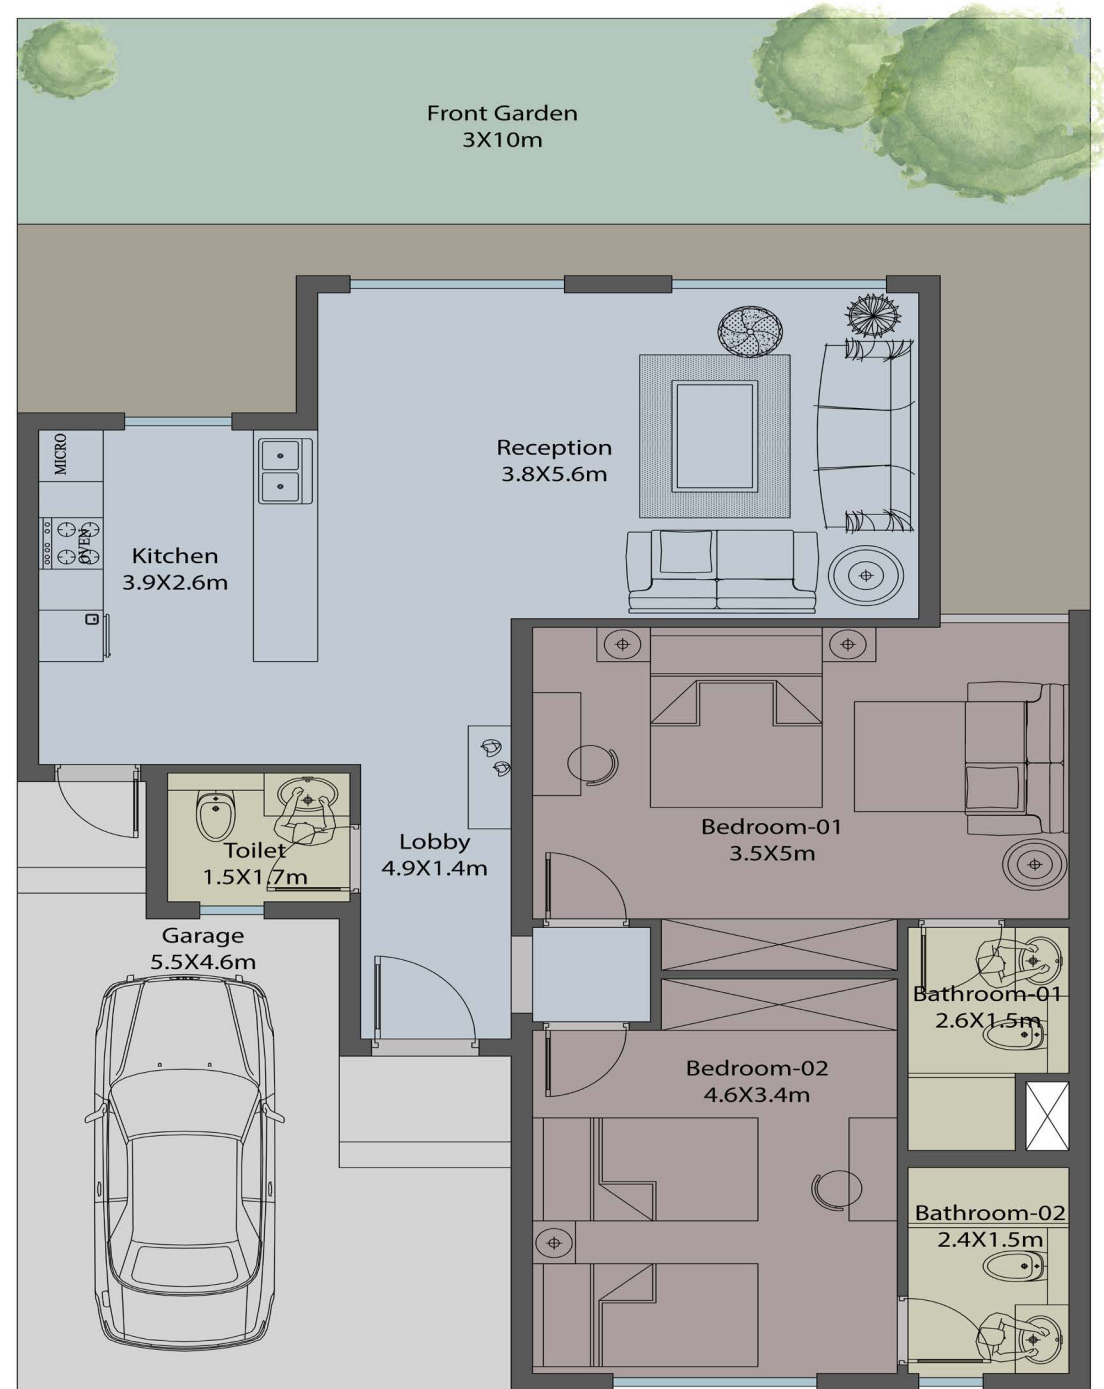 Front Garden
3X10m
MICRO
Reception
3.8X5.6m
OVEN
Kitchen
3.9X2.6m
Bedroom-01
3.5X5m
Lobby
4.9X1.4m
Toilet
1.5X1.7m
Garage
5.5X4.6m
Bathroom-01
2.6X1.5m
Bedroom-02
4.6X3.4m
Bathroom-02
2.4X1.5m